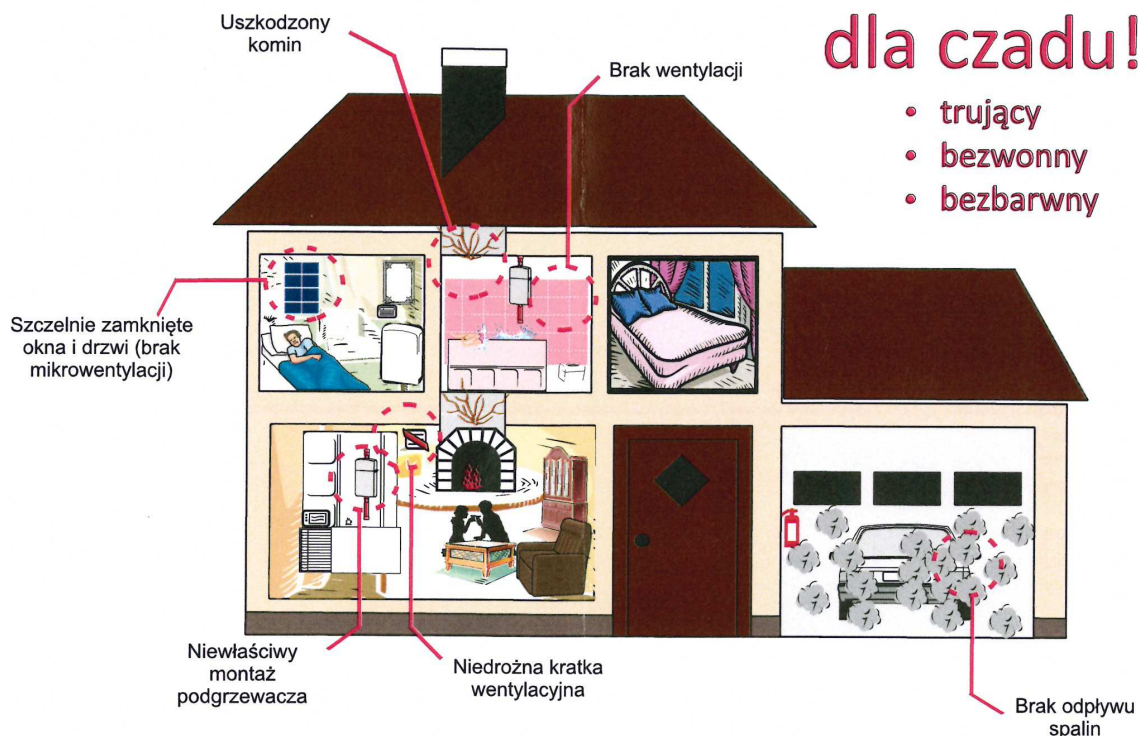 dla czadu!
• trujący
• bezwonny
• bezbarwny
Uszkodzony
komin
Brak wentylacji
Szczelnie zamknięte
okna i drzwi (brak
mikrowentylacji)
Niewłaściwy
montaż
podgrzewacza
Niedrożna kratka
wentylacyjna
Brak odpływu
spalin